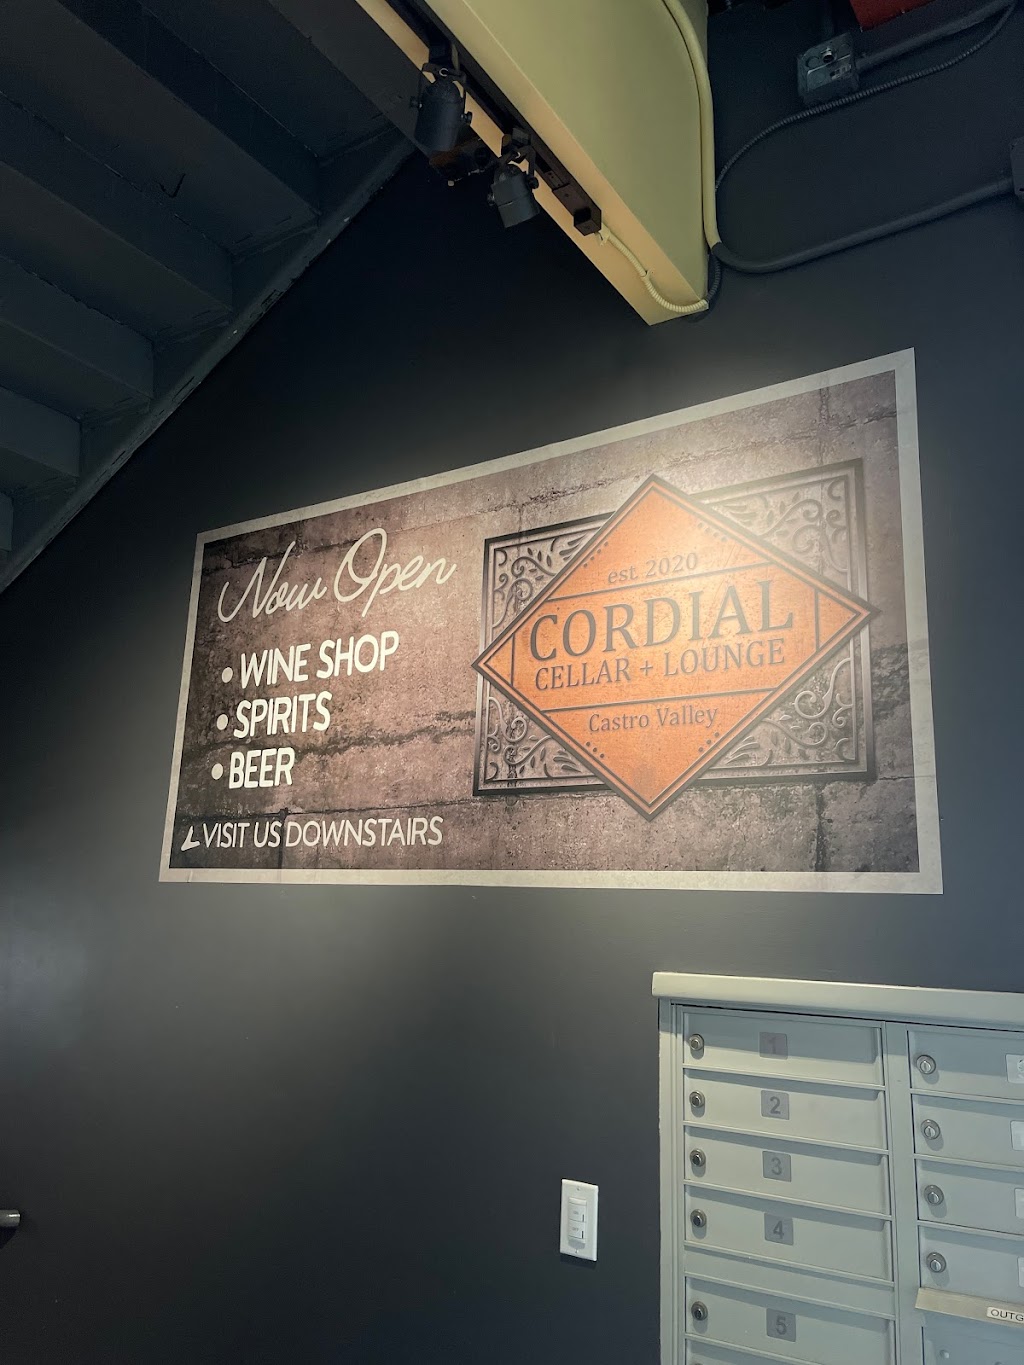 Now Open
• WINE SHOP
• SPIRITS
• BEER
VISIT US DOWNSTAIRS
est. 2020
CORDIAL
CELLAR + LOUNGE
Castro Valley
1
2
3
4
5